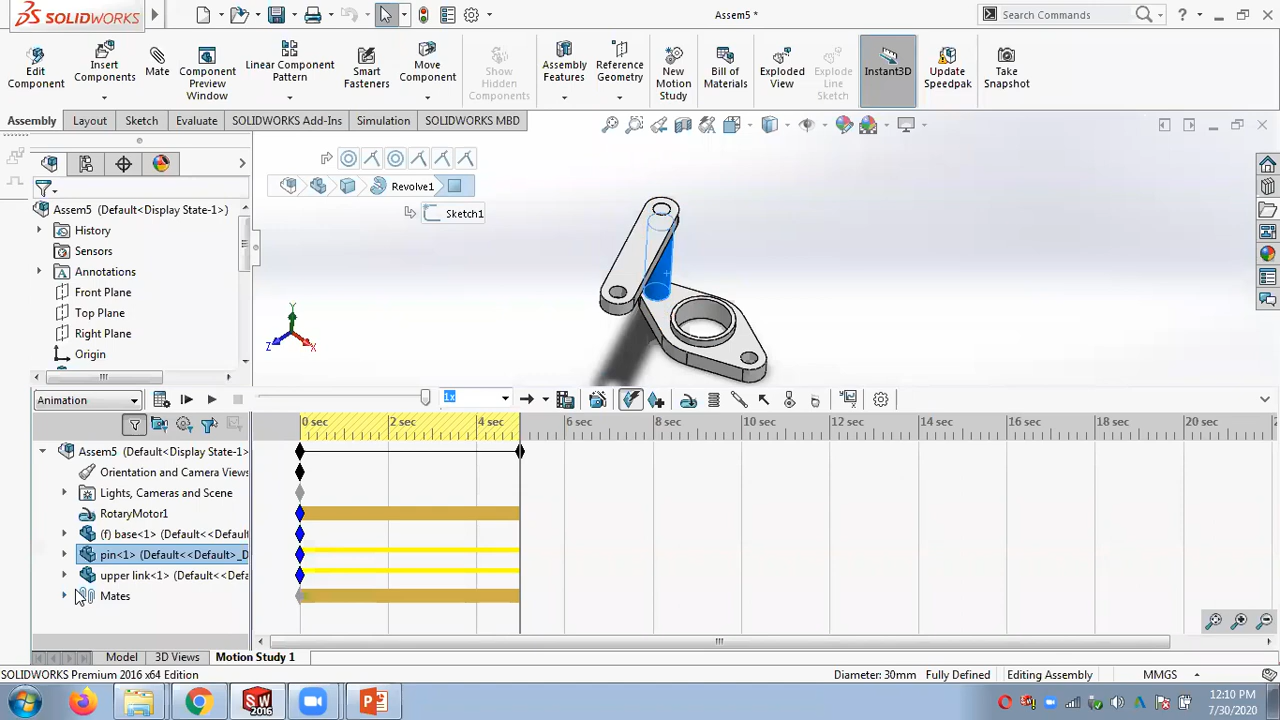 SOLIDWORKS
Assem5 *
Search Commands
?
Edit Component
Insert Components
Mate
Component Preview Window
Linear Component Pattern
Smart Fasteners
Move Component
Show Hidden Components
Assembly Features
Reference Geometry
New Motion Study
Bill of Materials
Exploded View
Explode Line Sketch
Instant3D
Update Speedpak
Take Snapshot
Assembly Layout Sketch Evaluate SOLIDWORKS Add-Ins Simulation SOLIDWORKS MBD
Revolve1
Sketch1
Assem5 (Default<Display State-1>)
History
Sensors
Annotations
Front Plane
Top Plane
Right Plane
Origin
Y
Z
X
Animation
1x
0 sec 2 sec 4 sec 6 sec 8 sec 10 sec 12 sec 14 sec 16 sec 18 sec 20 sec 2
Assem5 (Default<Display State-1>
Orientation and Camera Views
Lights, Cameras and Scene
RotaryMotor1
(f) base<1> (Default<<Default
pin<1> (Default<<Default>_D
upper link<1> (Default<<Defa
Mates
Model 3D Views Motion Study 1
SOLIDWORKS Premium 2016 x64 Edition
Diameter: 30mm Fully Defined Editing Assembly MMGS
SW
2016
12:10 PM
7/30/2020